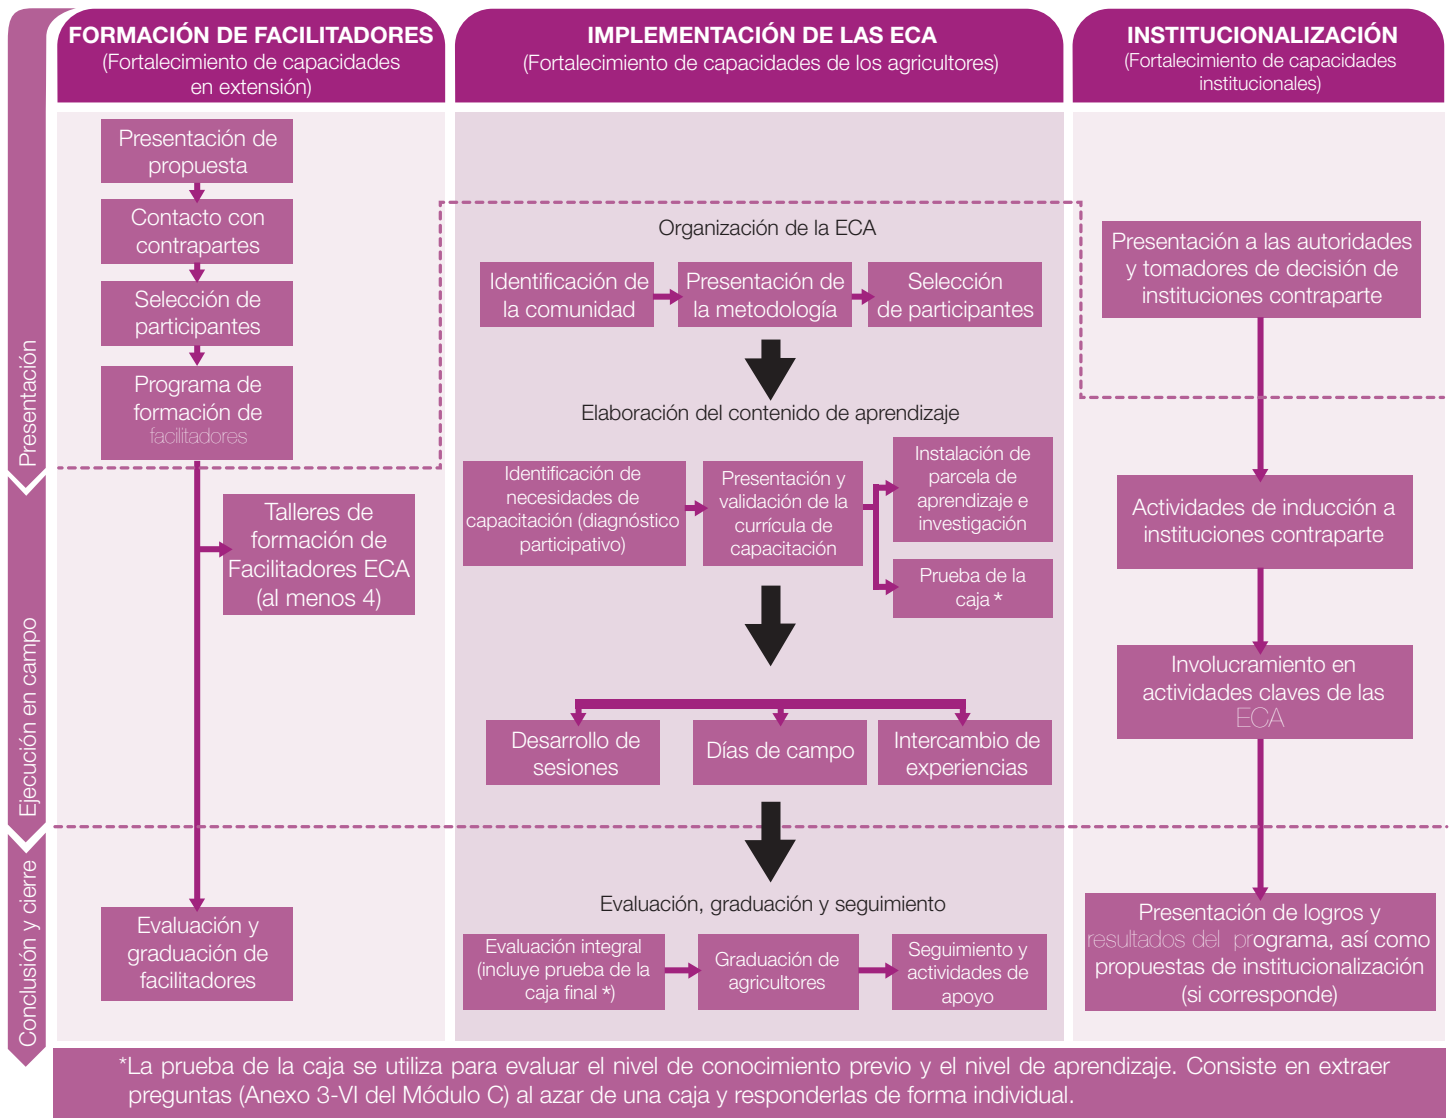 FORMACIÓN DE FACILITADORES
(Fortalecimiento de capacidades
en extensión)
IMPLEMENTACIÓN DE LAS ECA
(Fortalecimiento de capacidades de los agricultores)
INSTITUCIONALIZACIÓN
(Fortalecimiento de capacidades
institucionales)
Presentación
Ejecución en campo
Conclusión y cierre
Presentación de
propuesta
Contacto con
contrapartes
Selección de
participantes
Programa de
formación de
facilitadores
Talleres de
formación de
Facilitadores ECA
(al menos 4)
Evaluación y
graduación de
facilitadores
Organización de la ECA
Identificación de
la comunidad
Presentación de
la metodología
Selección
de participantes
Elaboración del contenido de aprendizaje
Identificación de
necesidades de
capacitación (diagnóstico
participativo)
Presentación y
validación de la
currícula de
capacitación
Instalación de
parcela de
aprendizaje e
investigación
Prueba de la
caja *
Desarrollo de
sesiones
Días de campo
Intercambio de
experiencias
Evaluación, graduación y seguimiento
Evaluación integral
(incluye prueba de la
caja final *)
Graduación de
agricultores
Seguimiento y
actividades de
apoyo
Presentación a las autoridades
y tomadores de decisión de
instituciones contraparte
Actividades de inducción a
instituciones contraparte
Involucramiento en
actividades claves de las
ECA
Presentación de logros y
resultados del programa, así como
propuestas de institucionalización
(si corresponde)
*La prueba de la caja se utiliza para evaluar el nivel de conocimiento previo y el nivel de aprendizaje. Consiste en extraer
preguntas (Anexo 3-VI del Módulo C) al azar de una caja y responderlas de forma individual.